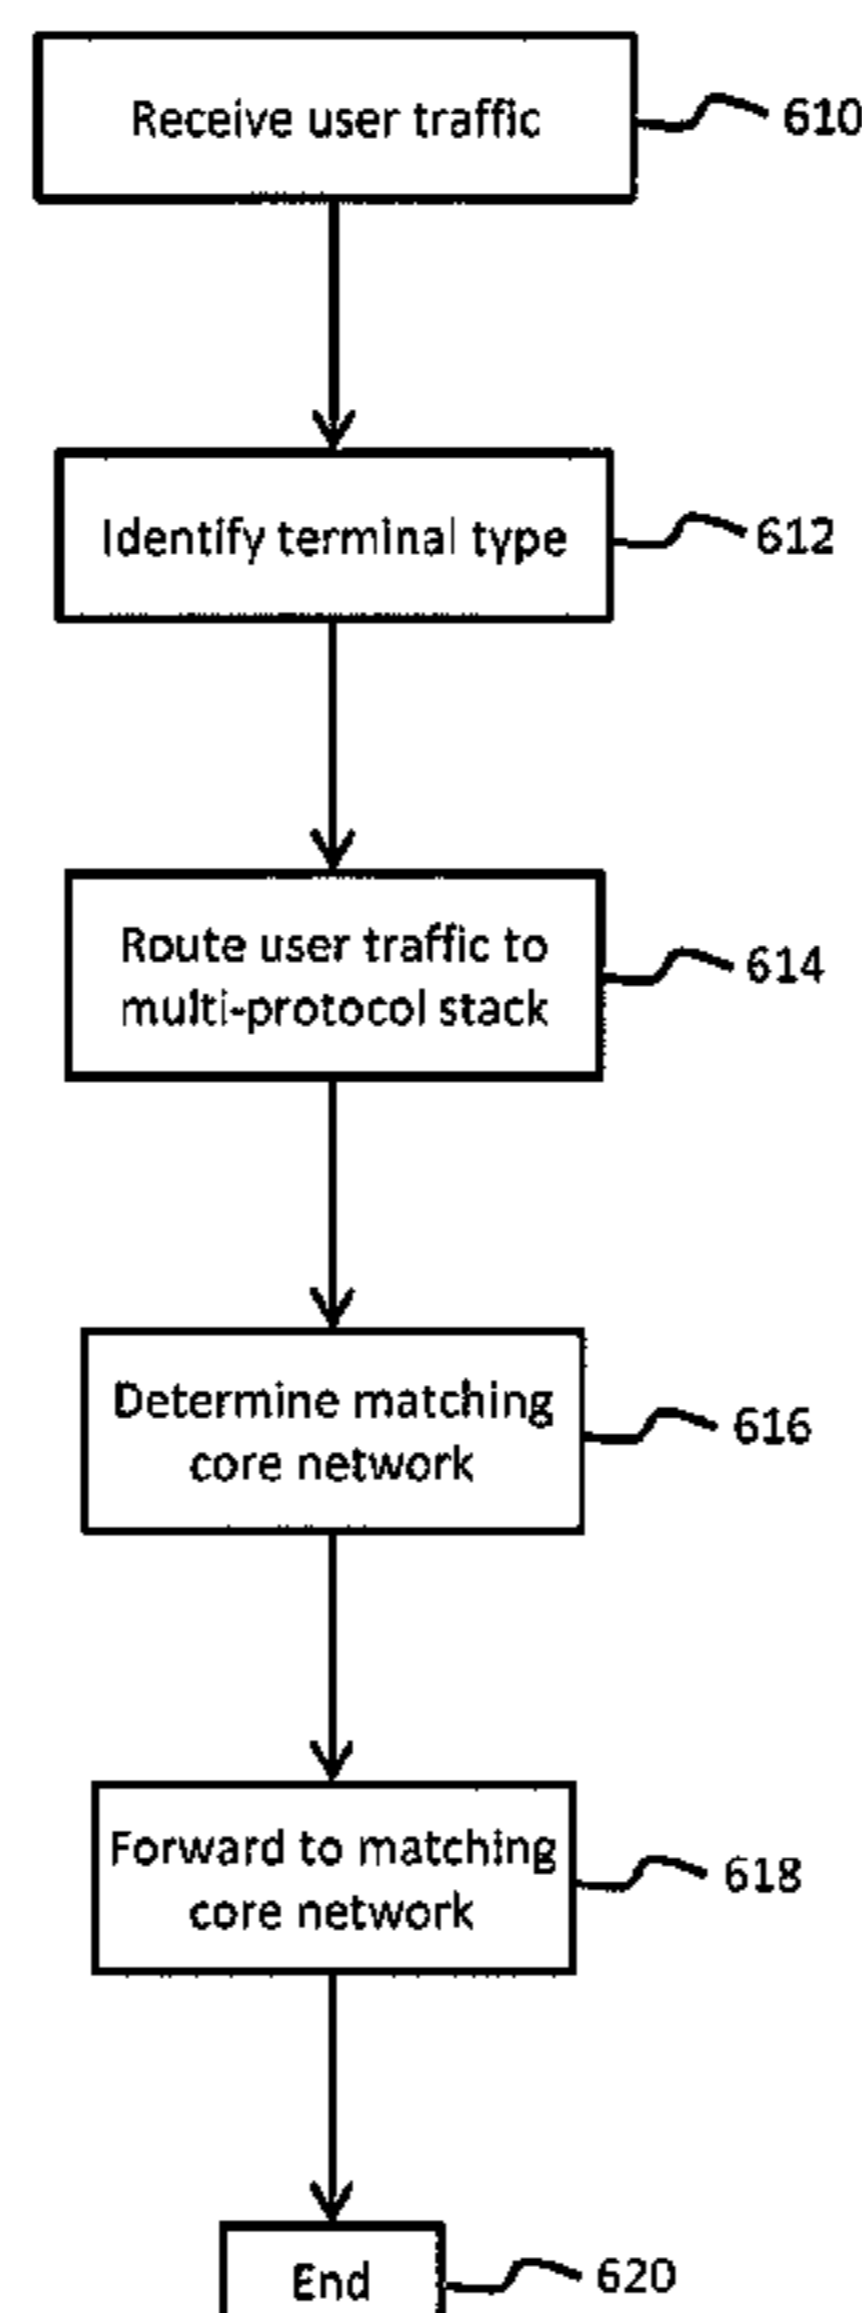 Receive user traffic
610
Identify terminal type
612
Route user traffic to
multi-protocol stack
614
Determine matching
core network
616
Forward to matching
core network
618
End
620